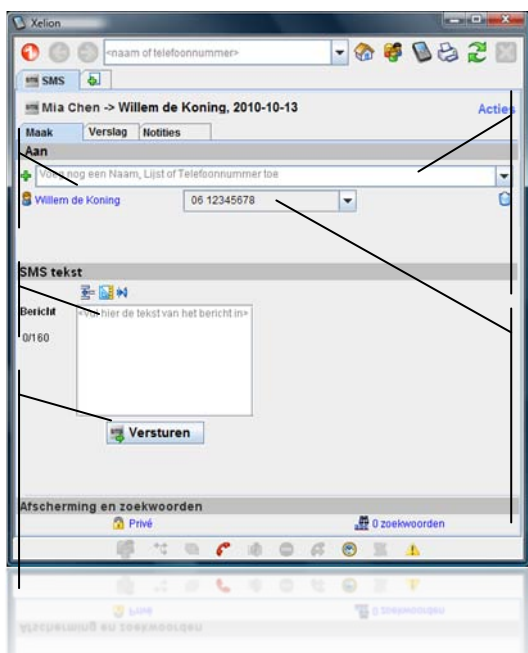 Xelion
<naam of telefoonnummer>
SMS
Mia Chen -> Willem de Koning, 2010-10-13
Acties
Maak Verslag Notities
Aan
Voeg nog een Naam, Lijst of Telefoonnummer toe
Willem de Koning 06 12345678
SMS tekst
Bericht <Vul hier de tekst van het bericht in>
0/160
Versturen
Afscherming en zoekwoorden
Privé 0 zoekwoorden